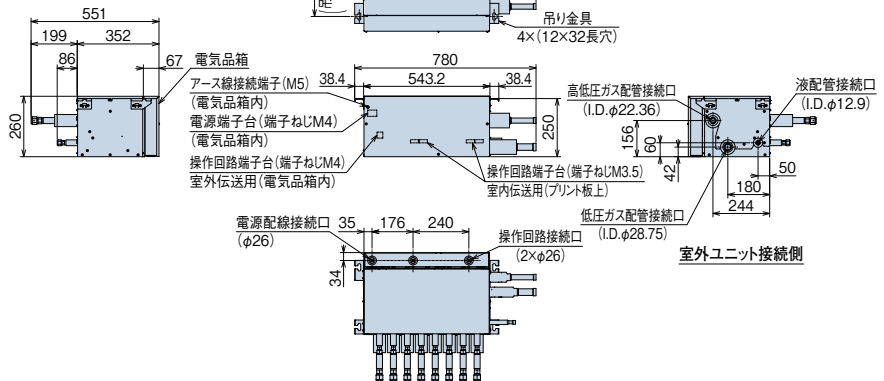 吊り金具
4×(12×32長穴)
551
199
352
86
67
電気品箱
260
780
38.4
543.2
38.4
アース線接続端子(M5)
(電気品箱内)
電源端子台(端子ねじM4)
(電気品箱内)
操作回路端子台(端子ねじM4)
室外伝送用(電気品箱内)
250
操作回路端子台(端子ねじM3.5)
室内伝送用(プリント板上)
高低圧ガス配管接続口
(I.D.φ22.36)
液配管接続口
(I.D.φ12.9)
156
60
42
50
180
244
低圧ガス配管接続口
(I.D.φ28.75)
室外ユニット接続側
電源配線接続口
(φ26)
35
176
240
操作回路接続口
(2×φ26)
34